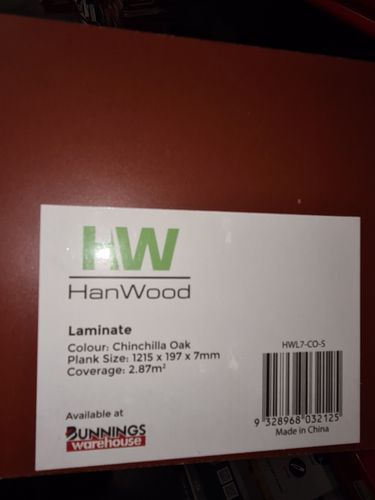 HW
HanWood
Laminate
Colour: Chinchilla Oak
Plank Size: 1215 x 197 x 7mm
Coverage: 2.87m²
HWL7-CO-S
9 328968 032125
Made in China
Available at
BUNNINGS
warehouse